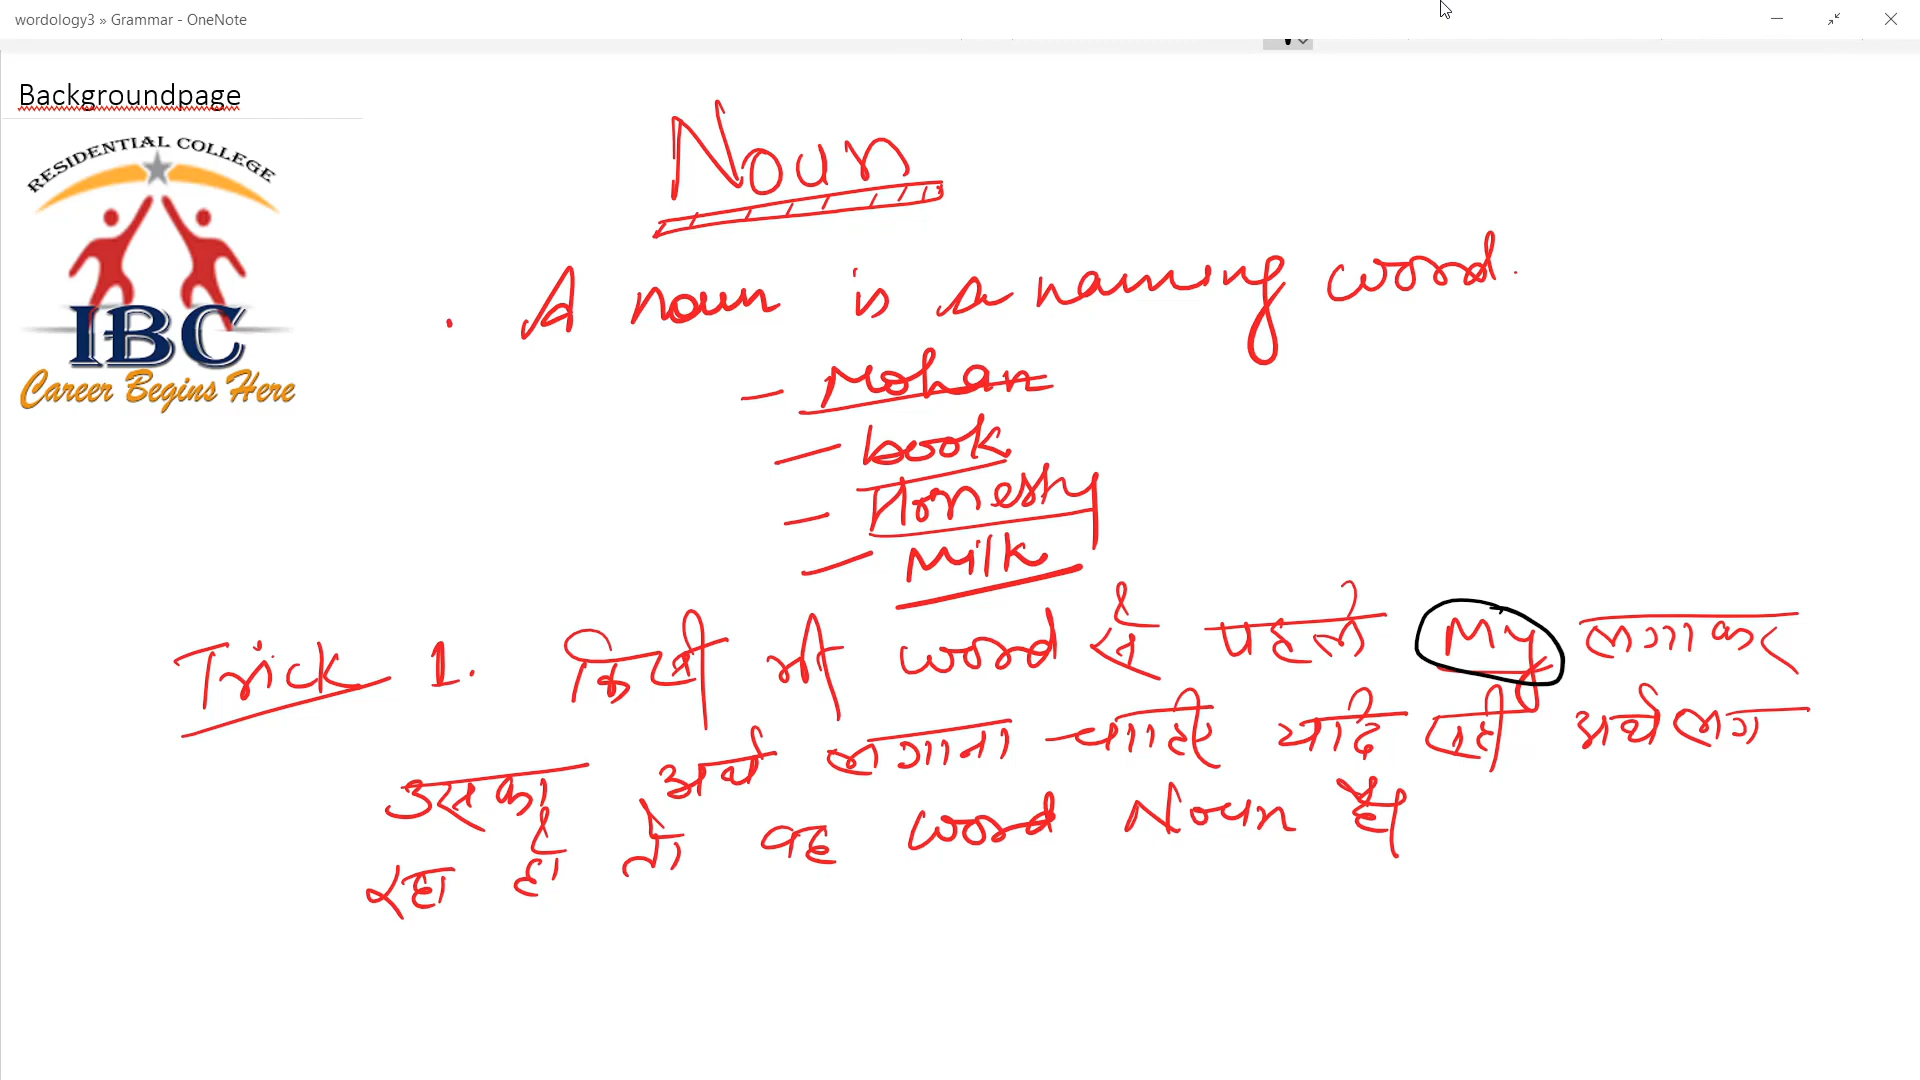 wordology3 » Grammar - OneNote
Backgroundpage
RESIDENTIAL COLLEGE
IBC
Career Begins Here
Noun
. A noun is a naming word.
- Mohan
- book
- Honesty
- Milk
Trick 1. किसी भी word से पहले My लगाकर
उसका अर्थ लगाना चाहिए यदि सही अर्थ लग
रहा हो तो वह word Noun है